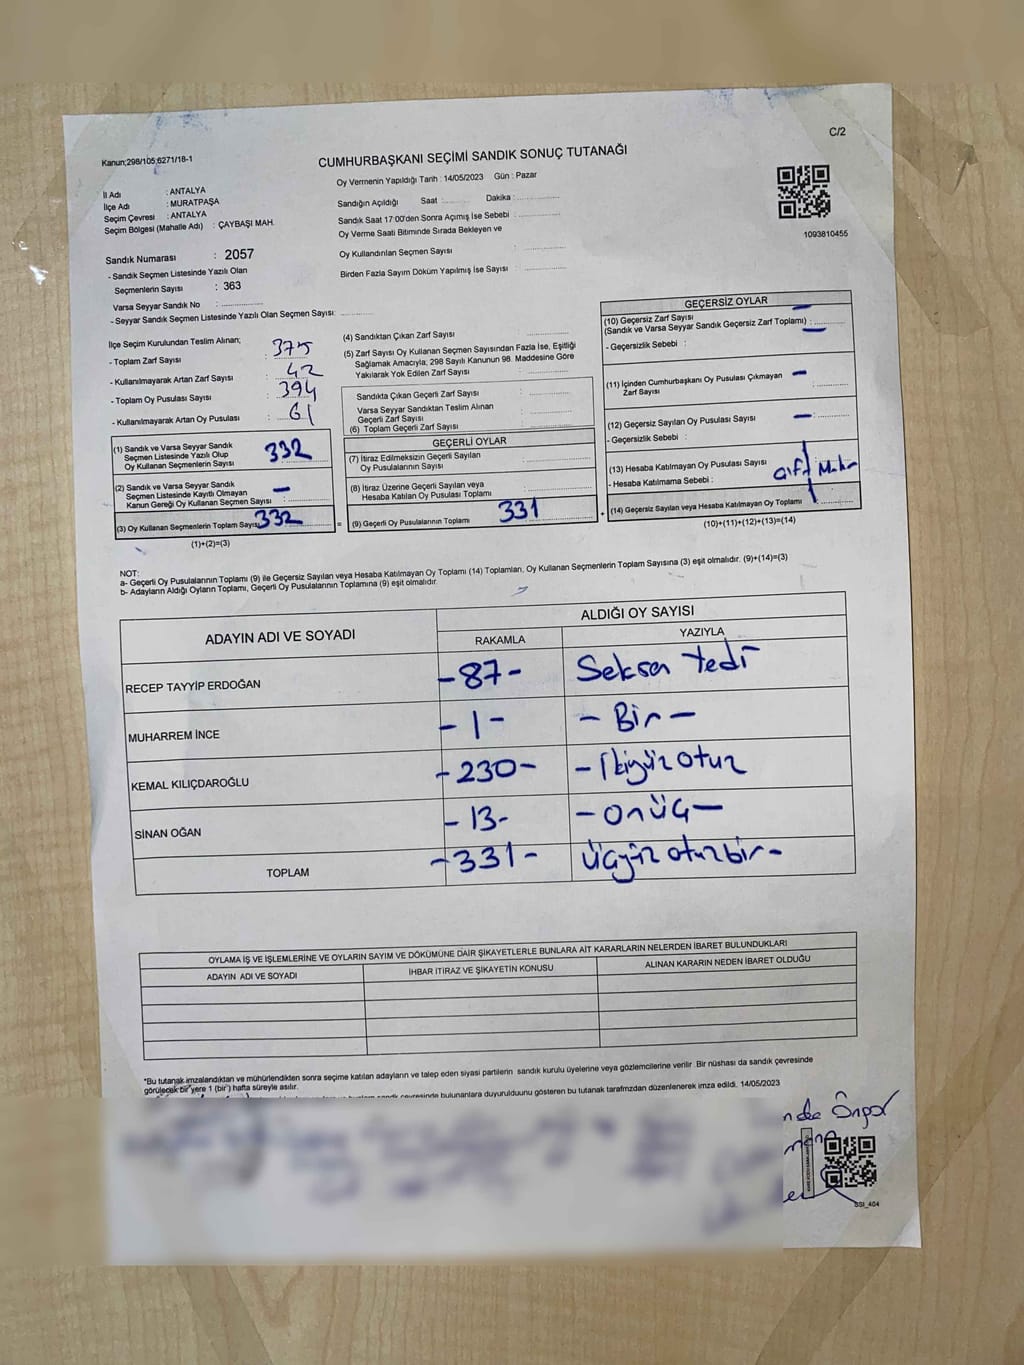 C/2
Kanun;298/105;6271/18-1
CUMHURBAŞKANI SEÇİMİ SANDIK SONUÇ TUTANAĞI
İl Adı : ANTALYA
İlçe Adı : MURATPAŞA
Seçim Çevresi : ANTALYA
Seçim Bölgesi (Mahalle Adı) : ÇAYBAŞI MAH.
Oy Vermenin Yapıldığı Tarih : 14/05/2023 Gün : Pazar
Sandığın Açıldığı Saat :.......... Dakika :..........
Sandık Saat 17:00'den Sonra Açımış İse Sebebi :..........
Oy Verme Saati Bitiminde Sırada Bekleyen ve
Oy Kullandırılan Seçmen Sayısı :..........
Birden Fazla Sayım Döküm Yapılmış İse Sayısı :..........
1093810455
Sandık Numarası : 2057
- Sandık Seçmen Listesinde Yazılı Olan
Seçmenlerin Sayısı : 363
Varsa Seyyar Sandık No :..........
- Seyyar Sandık Seçmen Listesinde Yazılı Olan Seçmen Sayısı:..........
İlçe Seçim Kurulundan Teslim Alınan;
- Toplam Zarf Sayısı : 375
- Kullanılmayarak Artan Zarf Sayısı : 42
- Toplam Oy Pusulası Sayısı : 394
- Kullanılmayarak Artan Oy Pusulası : 61
(1) Sandık ve Varsa Seyyar Sandık
Seçmen Listesinde Yazılı Olup
Oy Kullanan Seçmenlerin Sayısı 332
(2) Sandık ve Varsa Seyyar Sandık
Seçmen Listesinde Kayıtlı Olmayan
Kanun Gereği Oy Kullanan Seçmen Sayısı : —
(3) Oy Kullanan Seçmenlerin Toplam Sayısı 332
(1)+(2)=(3)
=
(4) Sandıktan Çıkan Zarf Sayısı :..........
(5) Zarf Sayısı Oy Kullanan Seçmen Sayısından Fazla İse, Eşitliği
Sağlamak Amacıyla, 298 Sayılı Kanunun 98. Maddesine Göre
Yakılarak Yok Edilen Zarf Sayısı :..........
Sandıkta Çıkan Geçerli Zarf Sayısı :..........
Varsa Seyyar Sandıktan Teslim Alınan
Geçerli Zarf Sayısı :..........
(6) Toplam Geçerli Zarf Sayısı :..........
GEÇERLİ OYLAR
(7) İtiraz Edilmeksizin Geçerli Sayılan
Oy Pusulalarının Sayısı :..........
(8) İtiraz Üzerine Geçerli Sayılan veya
Hesaba Katılan Oy Pusulası Toplamı :..........
(9) Geçerli Oy Pusulalarının Toplamı 331
+
GEÇERSİZ OYLAR
(10) Geçersiz Zarf Sayısı —
(Sandık ve Varsa Seyyar Sandık Geçersiz Zarf Toplamı) : —
- Geçersizlik Sebebi :
(11) İçinden Cumhurbaşkanı Oy Pusulası Çıkmayan —
Zarf Sayısı :..........
(12) Geçersiz Sayılan Oy Pusulası Sayısı : —
- Geçersizlik Sebebi :
(13) Hesaba Katılmayan Oy Pusulası Sayısı : 1
- Hesaba Katılmama Sebebi : Çift
(14) Geçersiz Sayılan veya Hesaba Katılmayan Oy Toplamı 1
(10)+(11)+(12)+(13)=(14)
NOT:
a- Geçerli Oy Pusulalarının Toplamı (9) ile Geçersiz Sayılan veya Hesaba Katılmayan Oy Toplamı (14) Toplamları, Oy Kullanan Seçmenlerin Toplam Sayısına (3) eşit olmalıdır. (9)+(14)=(3)
b- Adayların Aldığı Oyların Toplamı, Geçerli Oy Pusulalarının Toplamına (9) eşit olmalıdır.
ADAYIN ADI VE SOYADI
ALDIĞI OY SAYISI
RAKAMLA YAZIYLA
RECEP TAYYİP ERDOĞAN -87- Seksen Yedi
MUHARREM İNCE -1- - Bir -
KEMAL KILIÇDAROĞLU -230- - İkiyüz otuz
SİNAN OĞAN -13- - onüç -
TOPLAM -331- üçyüz otuzbir -
OYLAMA İŞ VE İŞLEMLERİNE VE OYLARIN SAYIM VE DÖKÜMÜNE DAİR ŞİKAYETLERLE BUNLARA AİT KARARLARIN NELERDEN İBARET BULUNDUKLARI
ADAYIN ADI VE SOYADI İHBAR İTİRAZ VE ŞİKAYETİN KONUSU ALINAN KARARIN NEDEN İBARET OLDUĞU
*Bu tutanak imzalandıktan ve mühürlendikten sonra seçime katılan adayların ve talep eden siyasi partilerin sandık kurulu üyelerine veya gözlemcilerine verilir. Bir nüshası da sandık çevresinde
görülecek bir yere 1 (bir) hafta süreyle asılır.
çevresinde bulunanlara duyurulduunu gösteren bu tutanak tarafmzdan düzenlenerek imza edildi. 14/05/2023
SSI_404